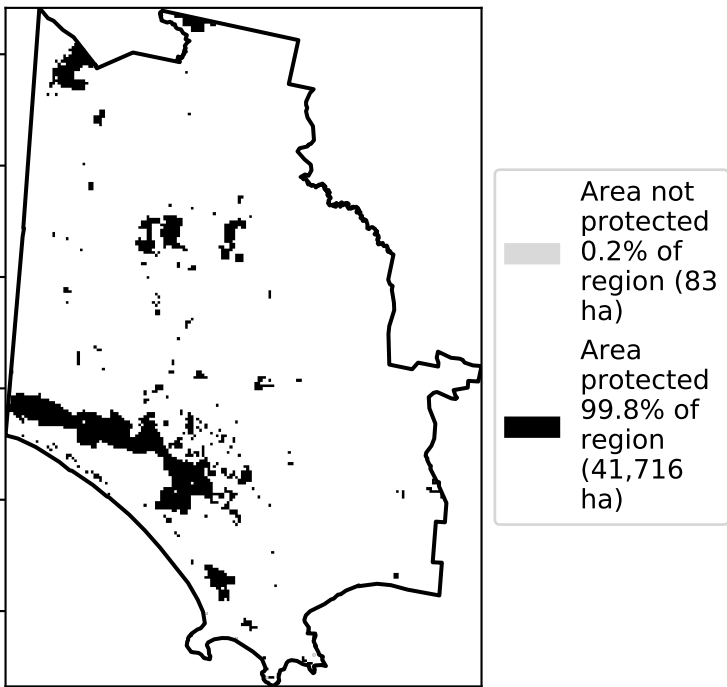 Area not
protected
0.2% of
region (83
ha)
Area
protected
99.8% of
region
(41,716
ha)